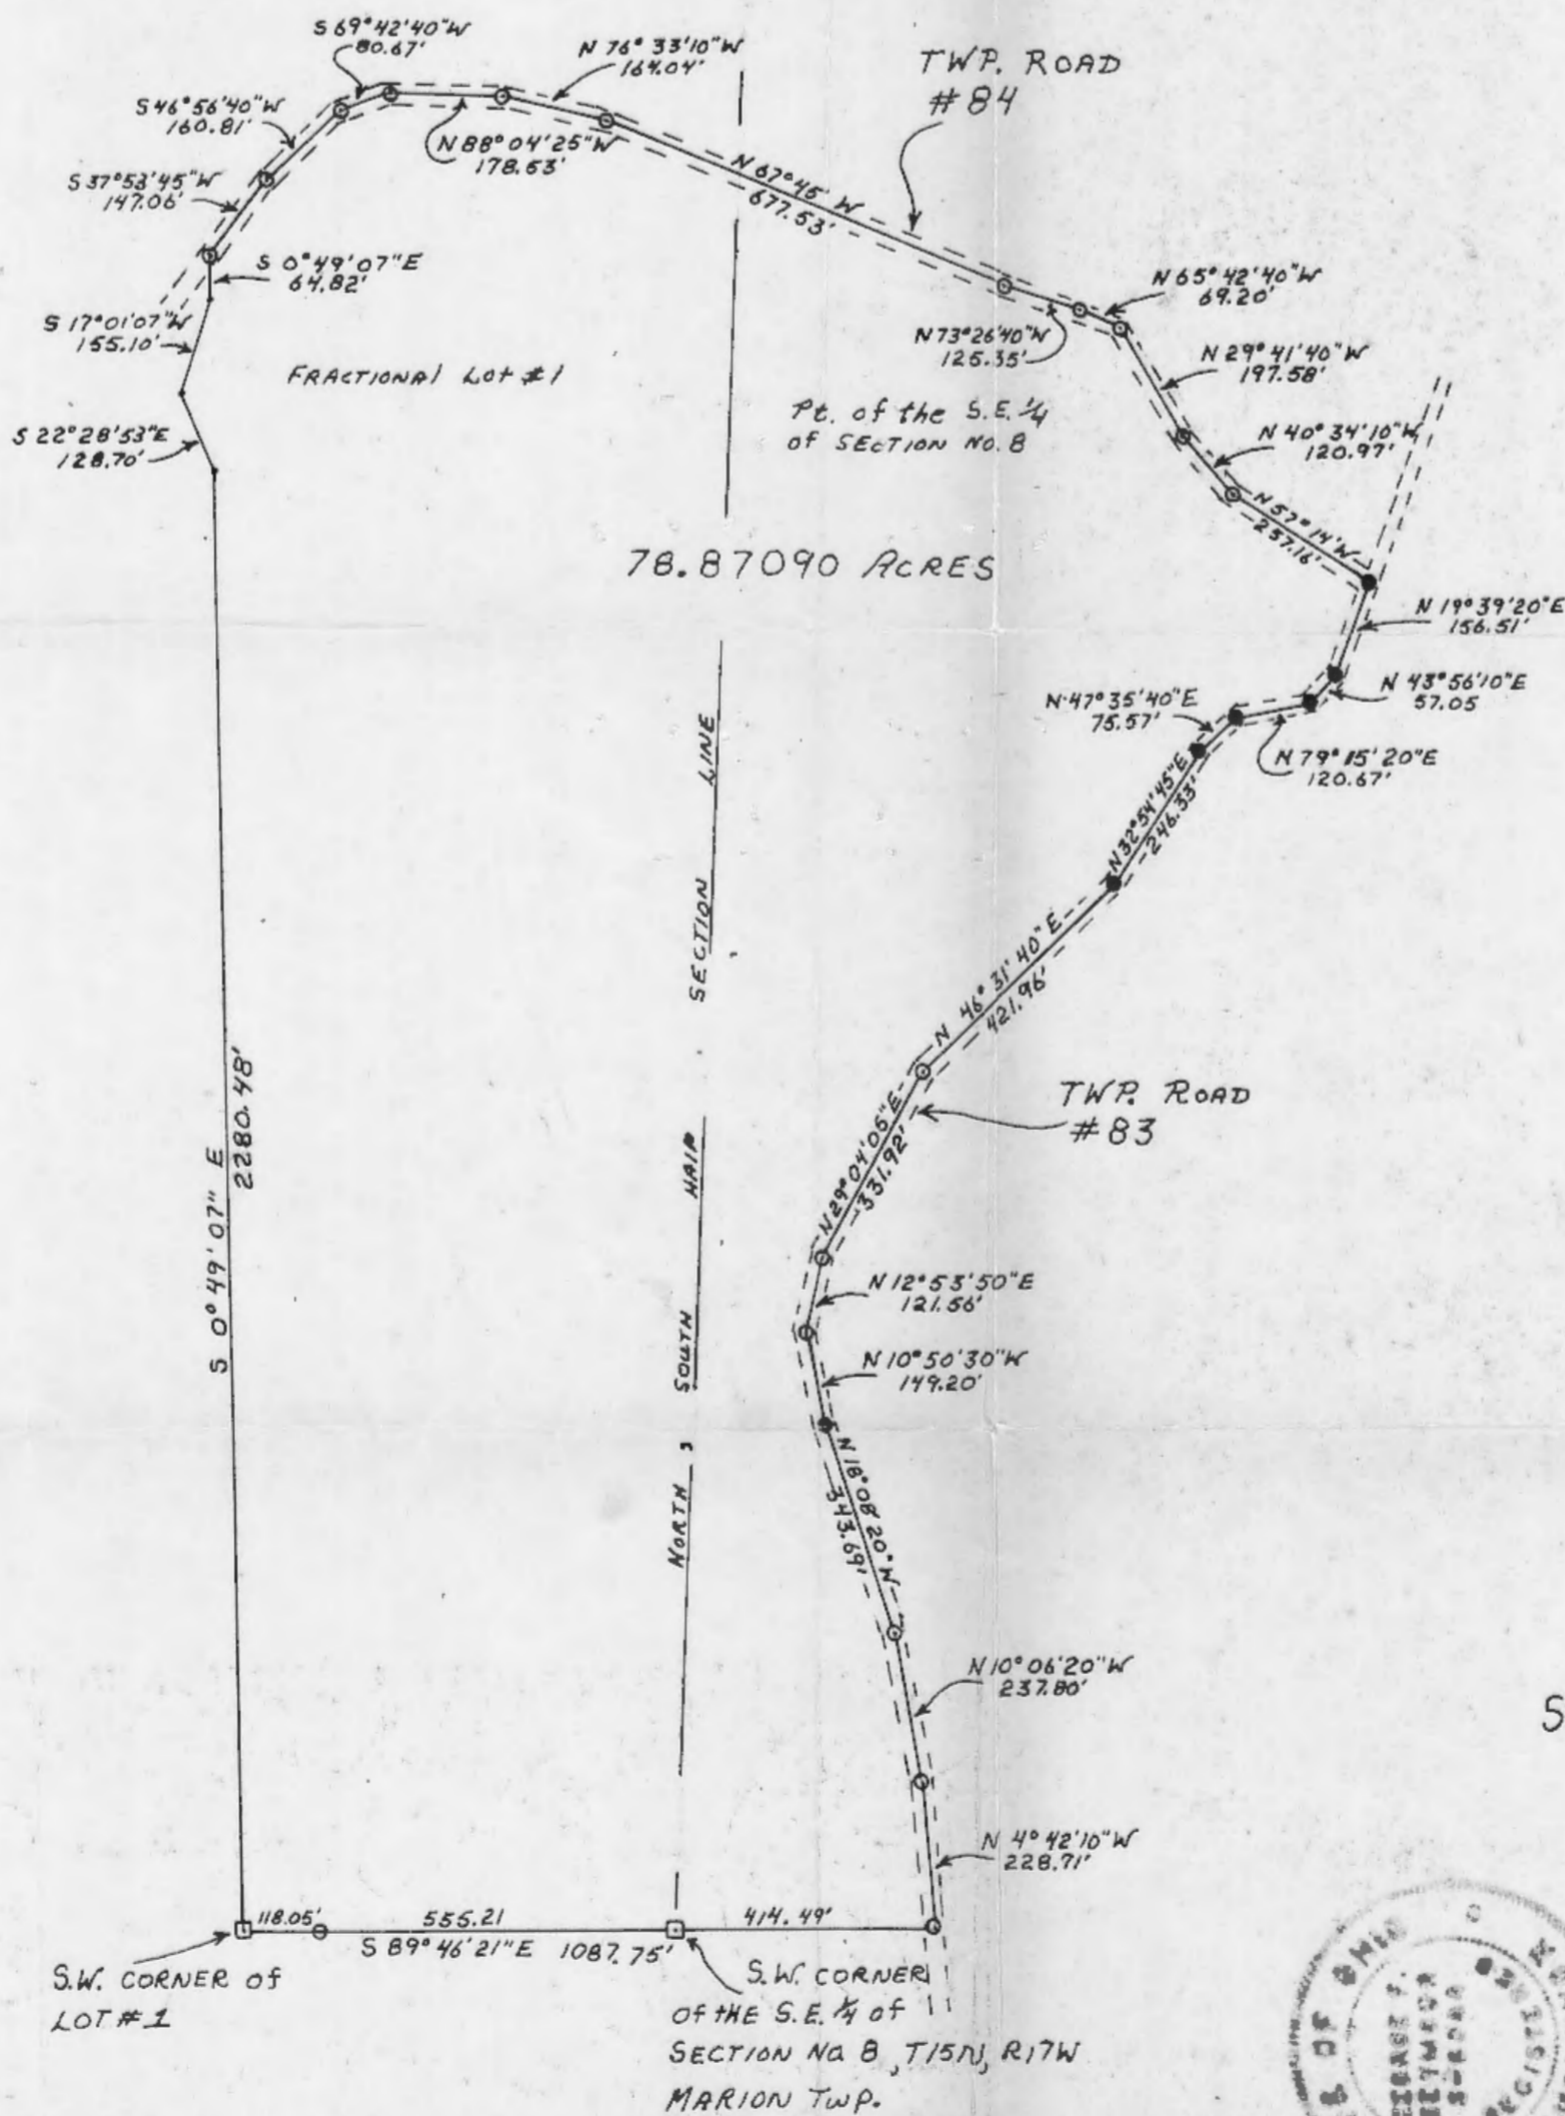 S 69°42'40"W
80.67'
N 76°33'10"W
164.04'
TWP. ROAD
#84
S 46°56'40"W
160.81'
N 88°04'25"W
178.53'
S 37°53'45"W
147.06'
N 67°45' W
677.53'
S 0°49'07"E
64.82'
N 65°42'40"W
69.20'
S 17°01'07"W
155.10'
N 73°26'40"W
125.35'
N 29°41'40"W
197.58'
FRACTIONAL LOT #1
Pt. of the S.E. 1/4
of SECTION NO. 8
S 22°28'53"E
128.70'
N 40°34'10"W
120.97'
N 57°14'W
257.16'
78.87090 ACRES
N 19°39'20"E
156.51'
N 43°56'10"E
57.05
N 47°35'40"E
75.57'
N 79°15'20"E
120.67'
N 32°54'45"E
246.33'
NORTH SOUTH HALF SECTION LINE
N 46°31'40"E
421.96'
S 0°49'07" E
2280.48'
TWP. ROAD
#83
N 29°04'06"E
331.92'
N 12°53'50"E
121.56'
N 10°50'30"W
149.20'
N 18°08'20"W
343.69'
N 10°06'20"W
237.80'
S
N 4°42'10"W
228.71'
118.05' 555.21 414.49'
S 89°46'21"E 1087.75'
S.W. CORNER of
LOT #1
S.W. CORNER
of THE S.E. 1/4 of
SECTION No 8, T15N, R17W
MARION TWP.
OF OHIO